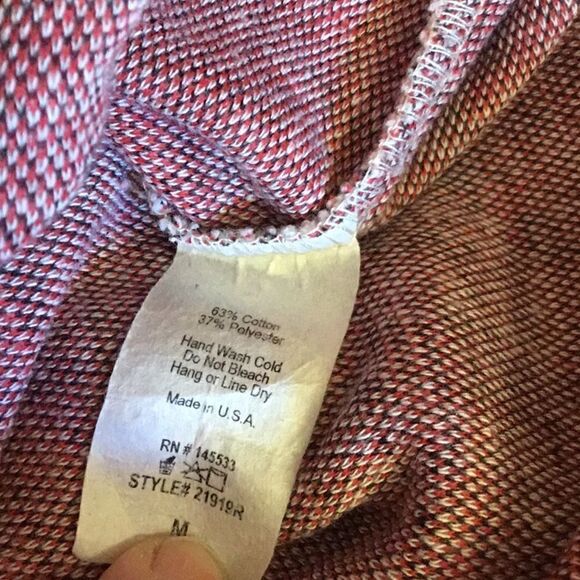 63% Cotton
37% Polyester
Hand Wash Cold
Do Not Bleach
Hang or Line Dry
Made in U.S.A.
RN # 145533
STYLE# 21919R
M